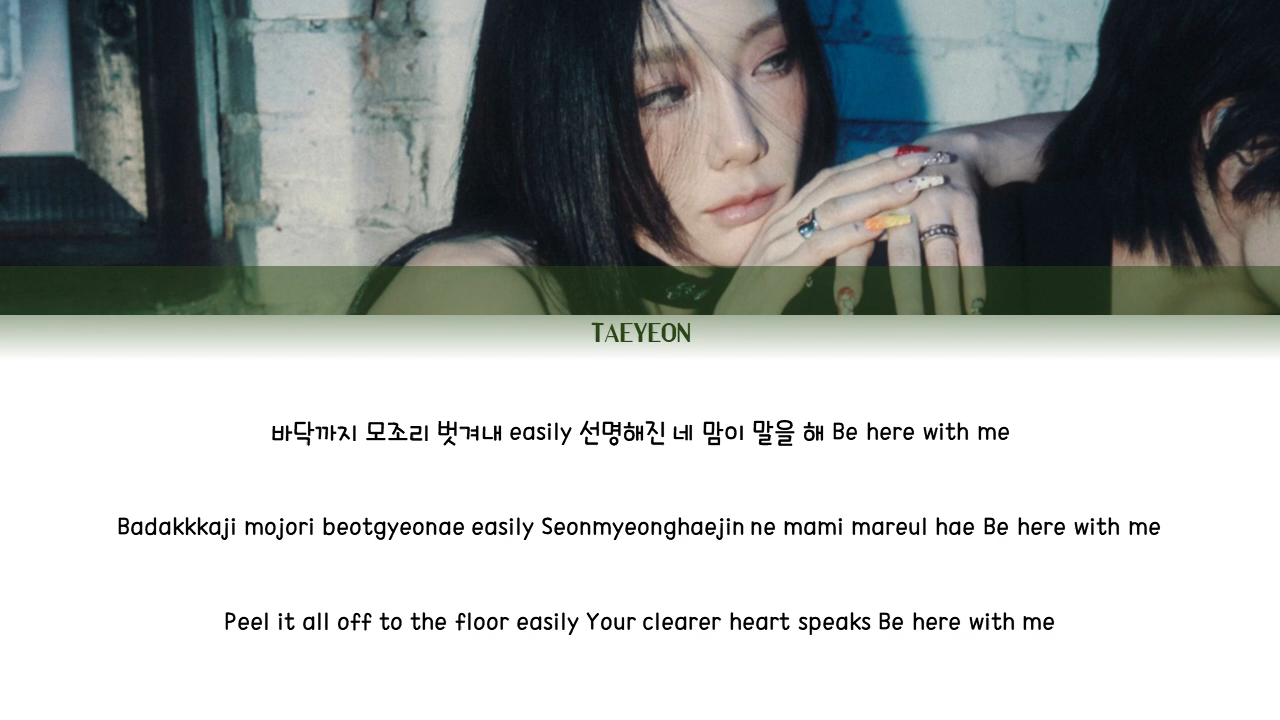 TAEYEON
바닥까지 모조리 벗겨내 easily 선명해진 네 맘이 말을 해 Be here with me
Badakkkaji mojori beotgyeonae easily Seonmyeonghaejin ne mami mareul hae Be here with me
Peel it all off to the floor easily Your clearer heart speaks Be here with me